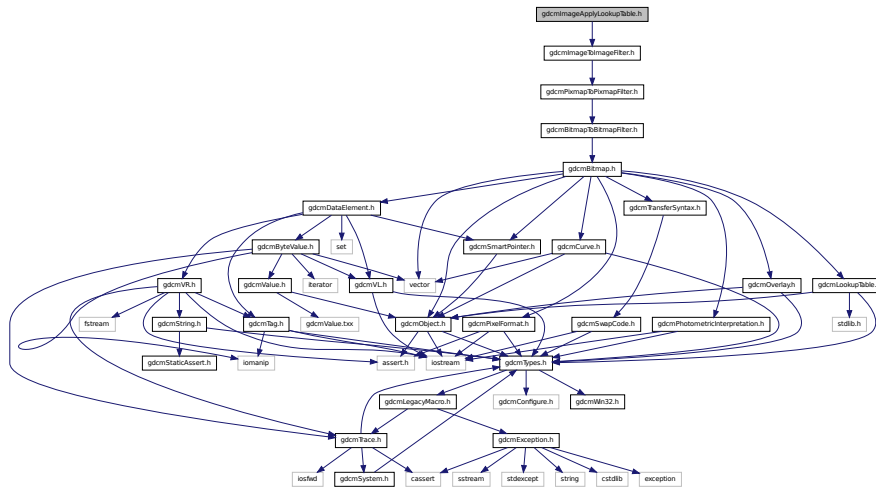 gdcmImageApplyLookupTable.h
gdcmImageToImageFilter.h
gdcmPixmapToPixmapFilter.h
gdcmBitmapToBitmapFilter.h
gdcmBitmap.h
gdcmDataElement.h
gdcmTransferSyntax.h
gdcmByteValue.h
set
gdcmSmartPointer.h
gdcmCurve.h
gdcmVR.h
gdcmValue.h
iterator
gdcmVL.h
vector
gdcmOverlay.h
gdcmLookupTable.
fstream
gdcmString.h
gdcmTag.h
gdcmValue.txx
gdcmObject.h
gdcmPixelFormat.h
gdcmSwapCode.h
gdcmPhotometricInterpretation.h
stdlib.h
gdcmStaticAssert.h
iomanip
assert.h
iostream
gdcmTypes.h
gdcmLegacyMacro.h
gdcmConfigure.h
gdcmWin32.h
gdcmTrace.h
gdcmException.h
iosfwd
gdcmSystem.h
cassert
sstream
stdexcept
string
cstdlib
exception